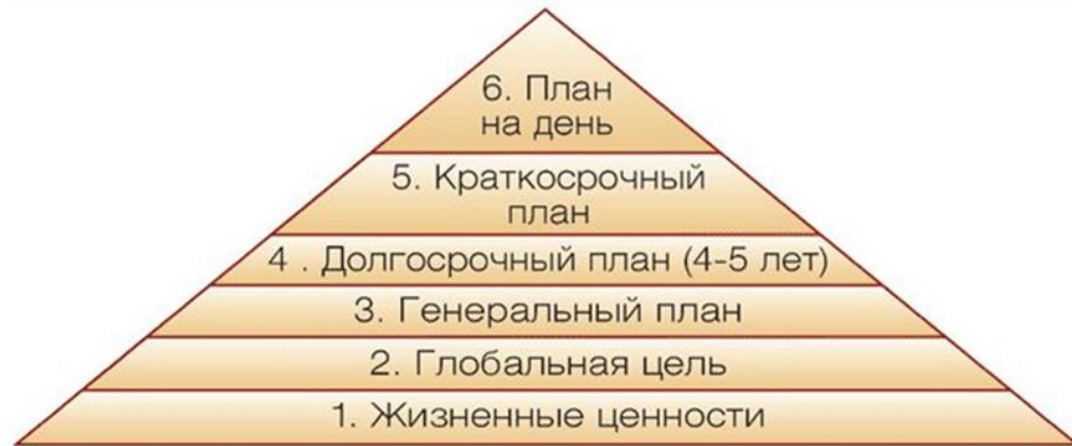 6. План
на день
5. Краткосрочный
план
4 . Долгосрочный план (4-5 лет)
3. Генеральный план
2. Глобальная цель
1. Жизненные ценности